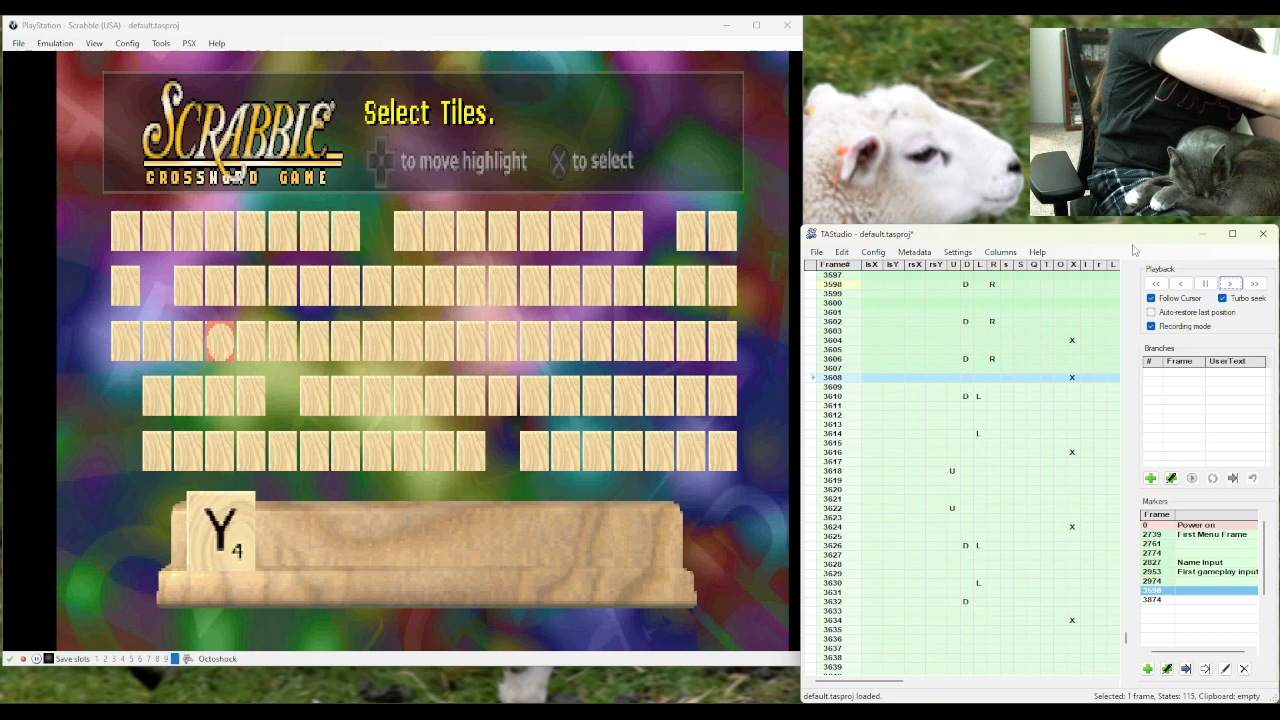 PlayStation - Scrabble (USA) - default.tasproj
File Emulation View Config Tools PSX Help
SCRABBLE
CROSSWORD GAME
Select Tiles.
to move highlight X to select
Y4
Save slots 1 2 3 4 5 6 7 8 9 Octoshock
TAStudio - default.tasproj*
File Edit Config Metadata Settings Columns Help
Frame# lsX lsY rsX rsY U D L R s S Q T O X I r L
3597
3598 D R
3599
3600
3601
3602 D R
3603
3604 X
3605
3606 D R
3607
3608 X
3609
3610 D L
3611
3612
3613
3614 L
3615
3616 X
3617
3618 U
3619
3620
3621
3622 U
3623
3624 X
3625
3626 D L
3627
3628
3629
3630 L
3631
3632 D
3633
3634 X
3635
3636
3637
3638
3639
Playback
<< < || > >>
Follow Cursor Turbo seek
Auto-restore last position
Recording mode
Branches
# Frame UserText
Markers
Frame
0 Power on
2739 First Menu Frame
2761
2774
2827 Name Input
2953 First gameplay input
2974
3598
3874
default.tasproj loaded. Selected: 1 frame, States: 115, Clipboard: empty